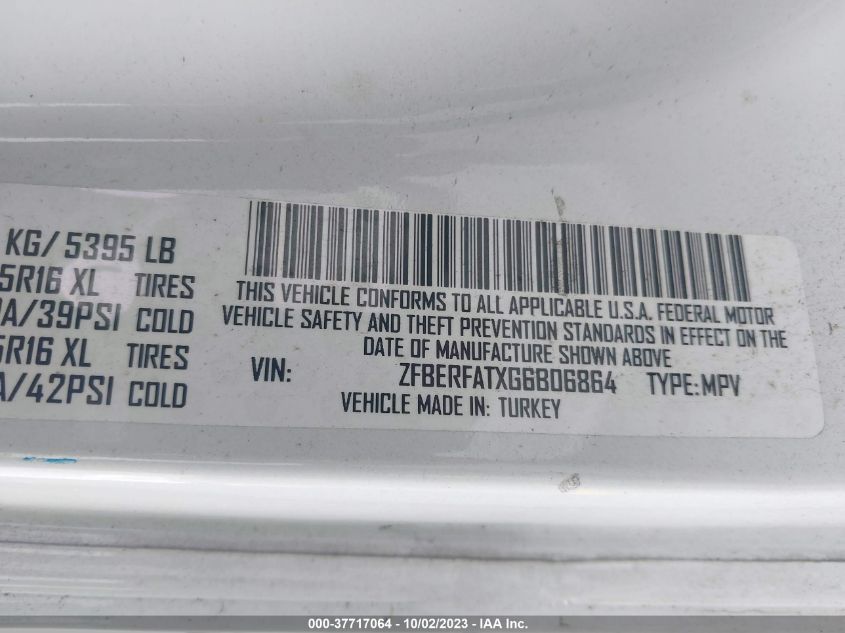 KG/ 5395 LB
5R16 XL TIRES
A/39PSI COLD
5R16 XL TIRES
A/42PSI COLD
THIS VEHICLE CONFORMS TO ALL APPLICABLE U.S.A. FEDERAL MOTOR
VEHICLE SAFETY AND THEFT PREVENTION STANDARDS IN EFFECT ON THE
DATE OF MANUFACTURE SHOWN ABOVE
VIN: ZFBERFATXG6B06864 TYPE:MPV
VEHICLE MADE IN: TURKEY
000-37717064 - 10/02/2023 - IAA Inc.